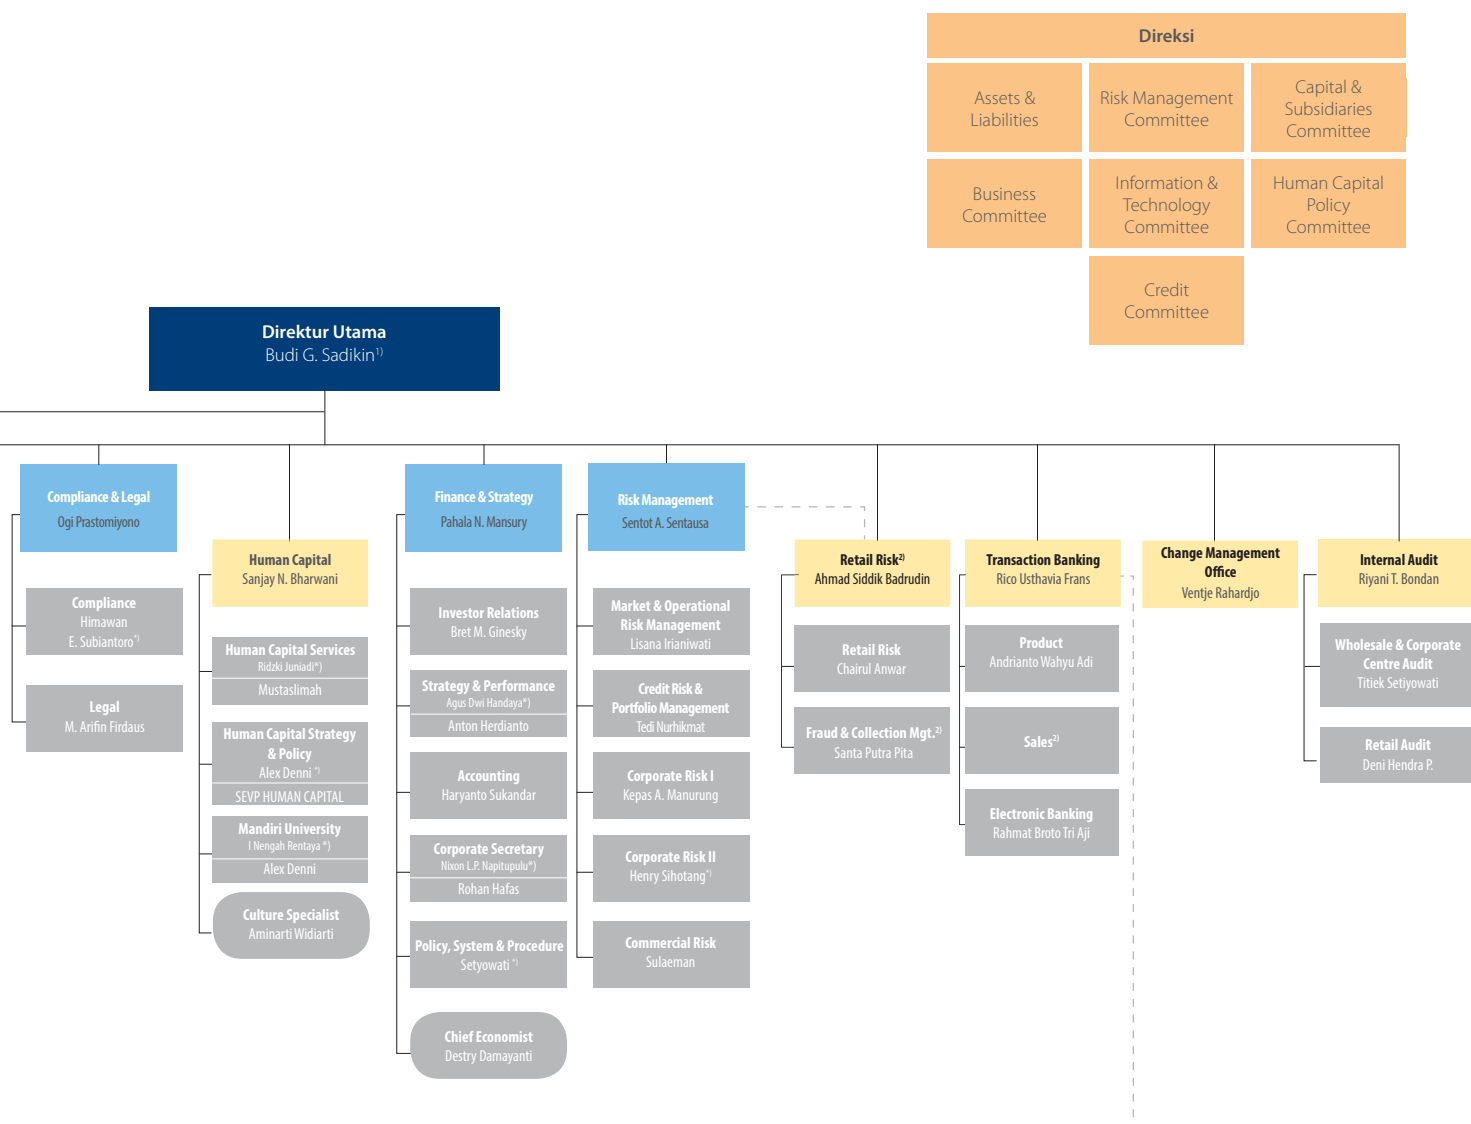 Direksi
Assets &
Liabilities
Risk Management
Committee
Capital &
Subsidiaries
Committee
Business
Committee
Information &
Technology
Committee
Human Capital
Policy
Committee
Credit
Committee
Direktur Utama
Budi G. Sadikin1)
Compliance & Legal
Ogi Prastomiyono
Compliance
Himawan
E. Subiantoro*)
Legal
M. Arifin Firdaus
Human Capital
Sanjay N. Bharwani
Human Capital Services
Ridzki Juniadi*)
Mustaslimah
Human Capital Strategy
& Policy
Alex Denni *)
SEVP HUMAN CAPITAL
Mandiri University
I Nengah Rentaya *)
Alex Denni
Culture Specialist
Aminarti Widiarti
Finance & Strategy
Pahala N. Mansury
Investor Relations
Bret M. Ginesky
Strategy & Performance
Agus Dwi Handaya*)
Anton Herdianto
Accounting
Haryanto Sukandar
Corporate Secretary
Nixon L.P. Napitupulu*)
Rohan Hafas
Policy, System & Procedure
Setyowati *)
Chief Economist
Destry Damayanti
Risk Management
Sentot A. Sentausa
Market & Operational
Risk Management
Lisana Irianiwati
Credit Risk &
Portfolio Management
Tedi Nurhikmat
Corporate Risk I
Kepas A. Manurung
Corporate Risk II
Henry Sihotang*)
Commercial Risk
Sulaeman
Retail Risk2)
Ahmad Siddik Badrudin
Retail Risk
Chairul Anwar
Fraud & Collection Mgt.2)
Santa Putra Pita
Transaction Banking
Rico Usthavia Frans
Product
Andrianto Wahyu Adi
Sales2)
Electronic Banking
Rahmat Broto Tri Aji
Change Management
Office
Ventje Rahardjo
Internal Audit
Riyani T. Bondan
Wholesale & Corporate
Centre Audit
Titiek Setiyowati
Retail Audit
Deni Hendra P.